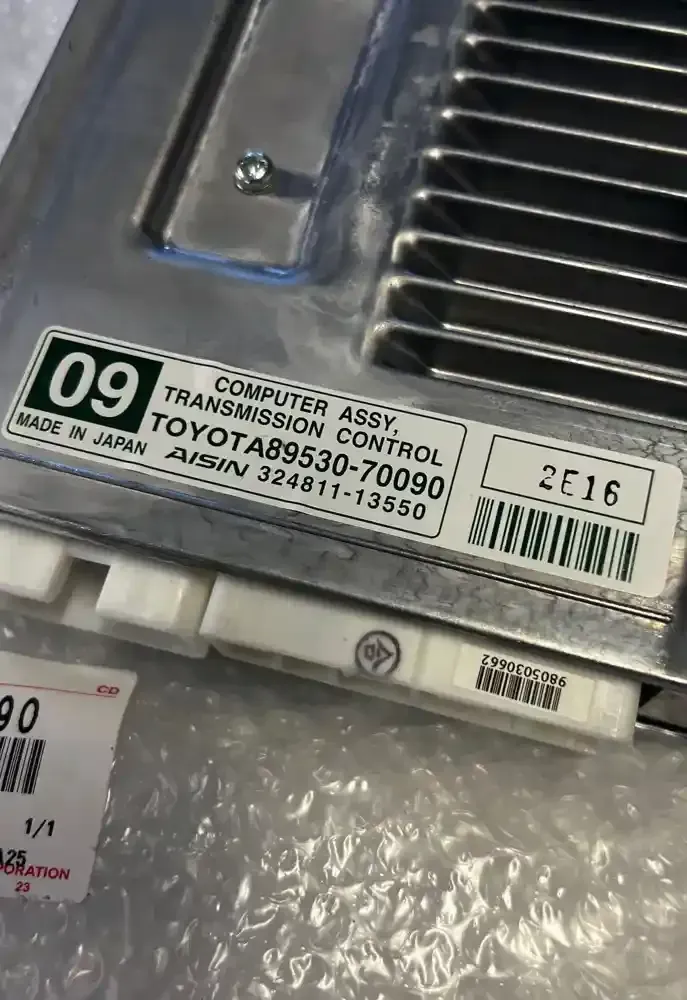 09
COMPUTER ASSY,
TRANSMISSION CONTROL
MADE IN JAPAN
TOYOTA89530-70090
AISIN 324811-13550
2E16
9805030662
CD
90
1/1
A25
PORATION
23